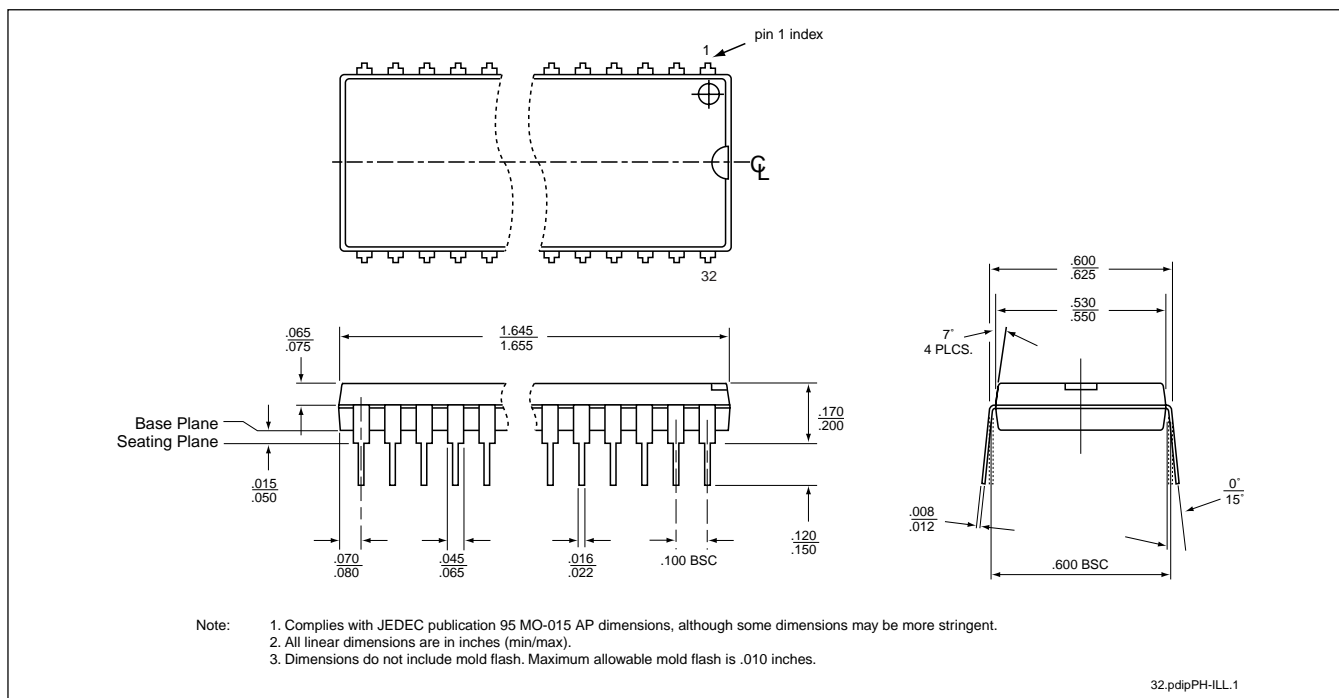 pin 1 index
1
℄
32
.600
.625
.530
.550
7°
4 PLCS.
.065
.075
1.645
1.655
Base Plane
Seating Plane
.170
.200
.015
.050
.008
.012
0°
15°
.120
.150
.070
.080
.045
.065
.016
.022
.100 BSC
.600 BSC
Note: 1. Complies with JEDEC publication 95 MO-015 AP dimensions, although some dimensions may be more stringent.
2. All linear dimensions are in inches (min/max).
3. Dimensions do not include mold flash. Maximum allowable mold flash is .010 inches.
32.pdipPH-ILL.1